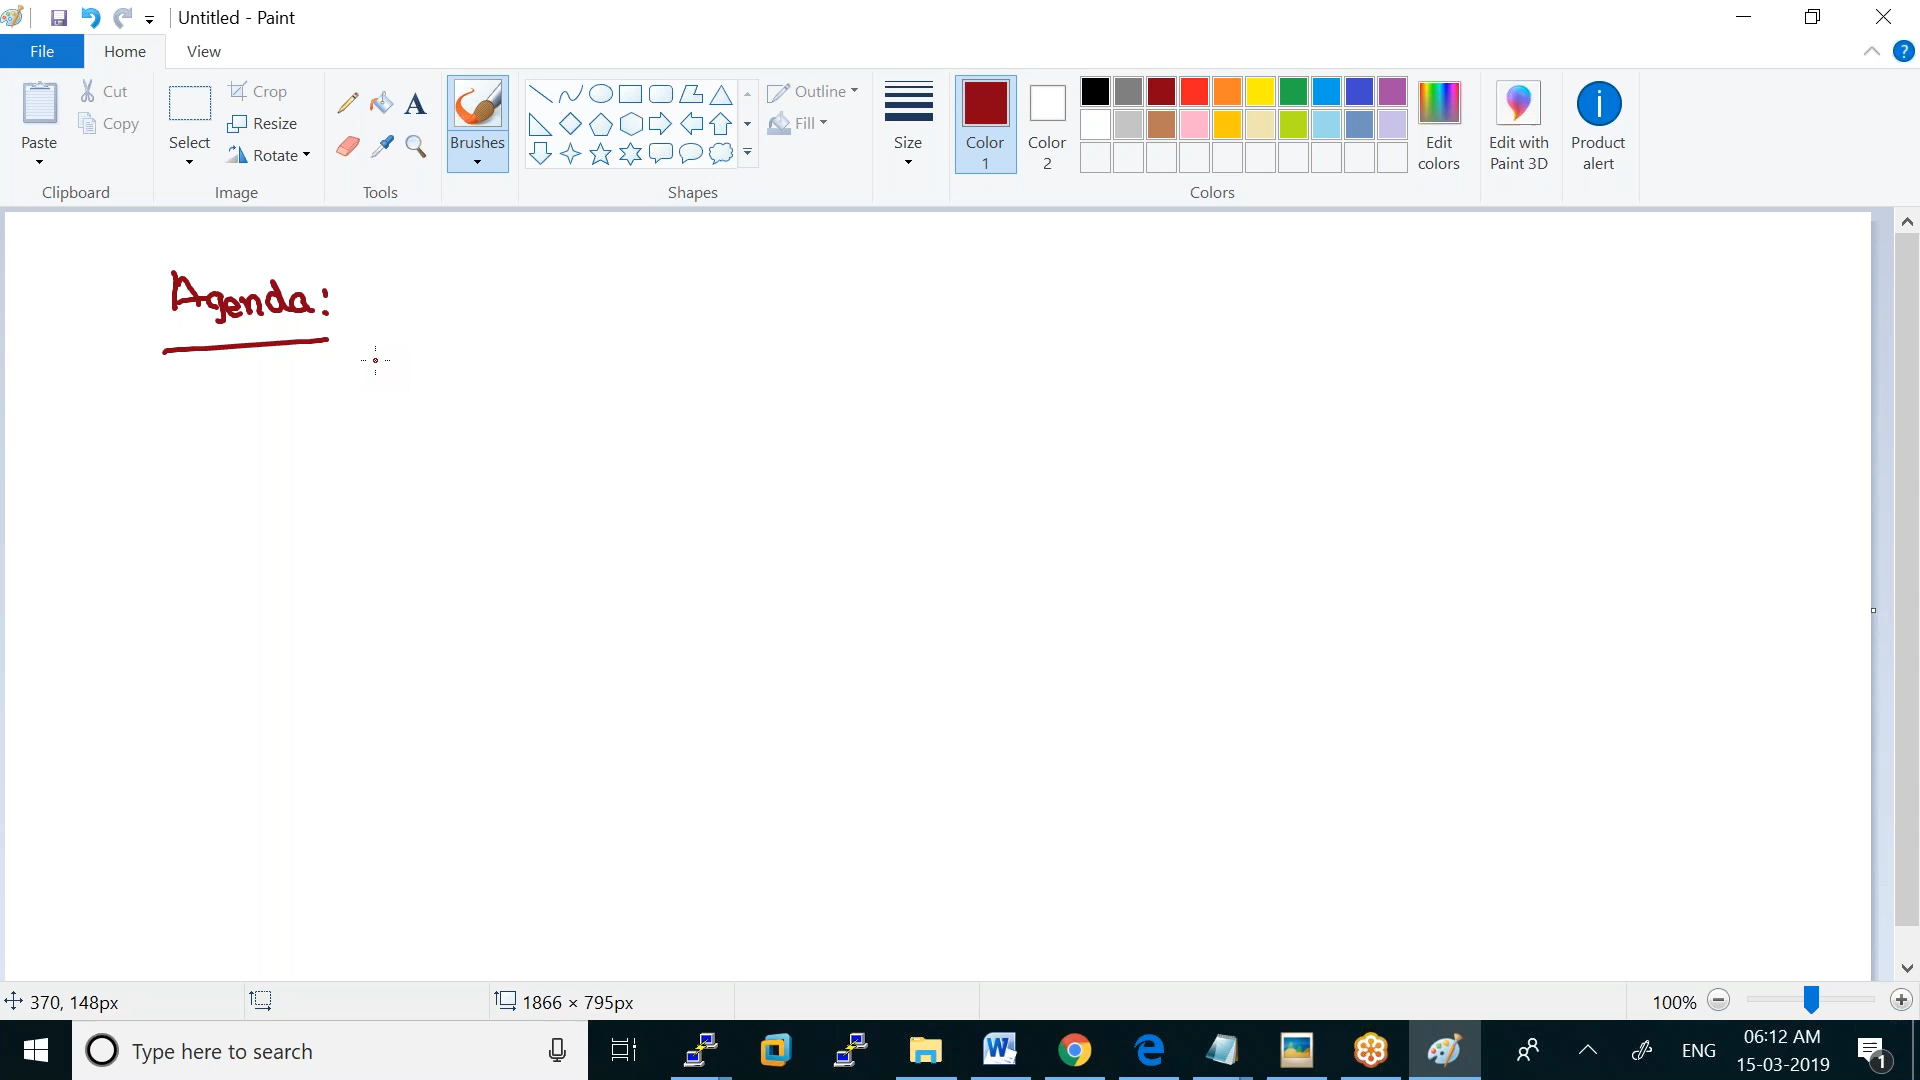 Untitled - Paint
File Home View
Paste Cut Copy Clipboard
Select Crop Resize Rotate Image
Tools
Brushes
Shapes
Outline Fill
Size
Color 1
Color 2
Colors
Edit colors
Edit with Paint 3D
Product alert
Agenda:
370, 148px
1866 × 795px
100%
Type here to search
ENG
06:12 AM
15-03-2019
1